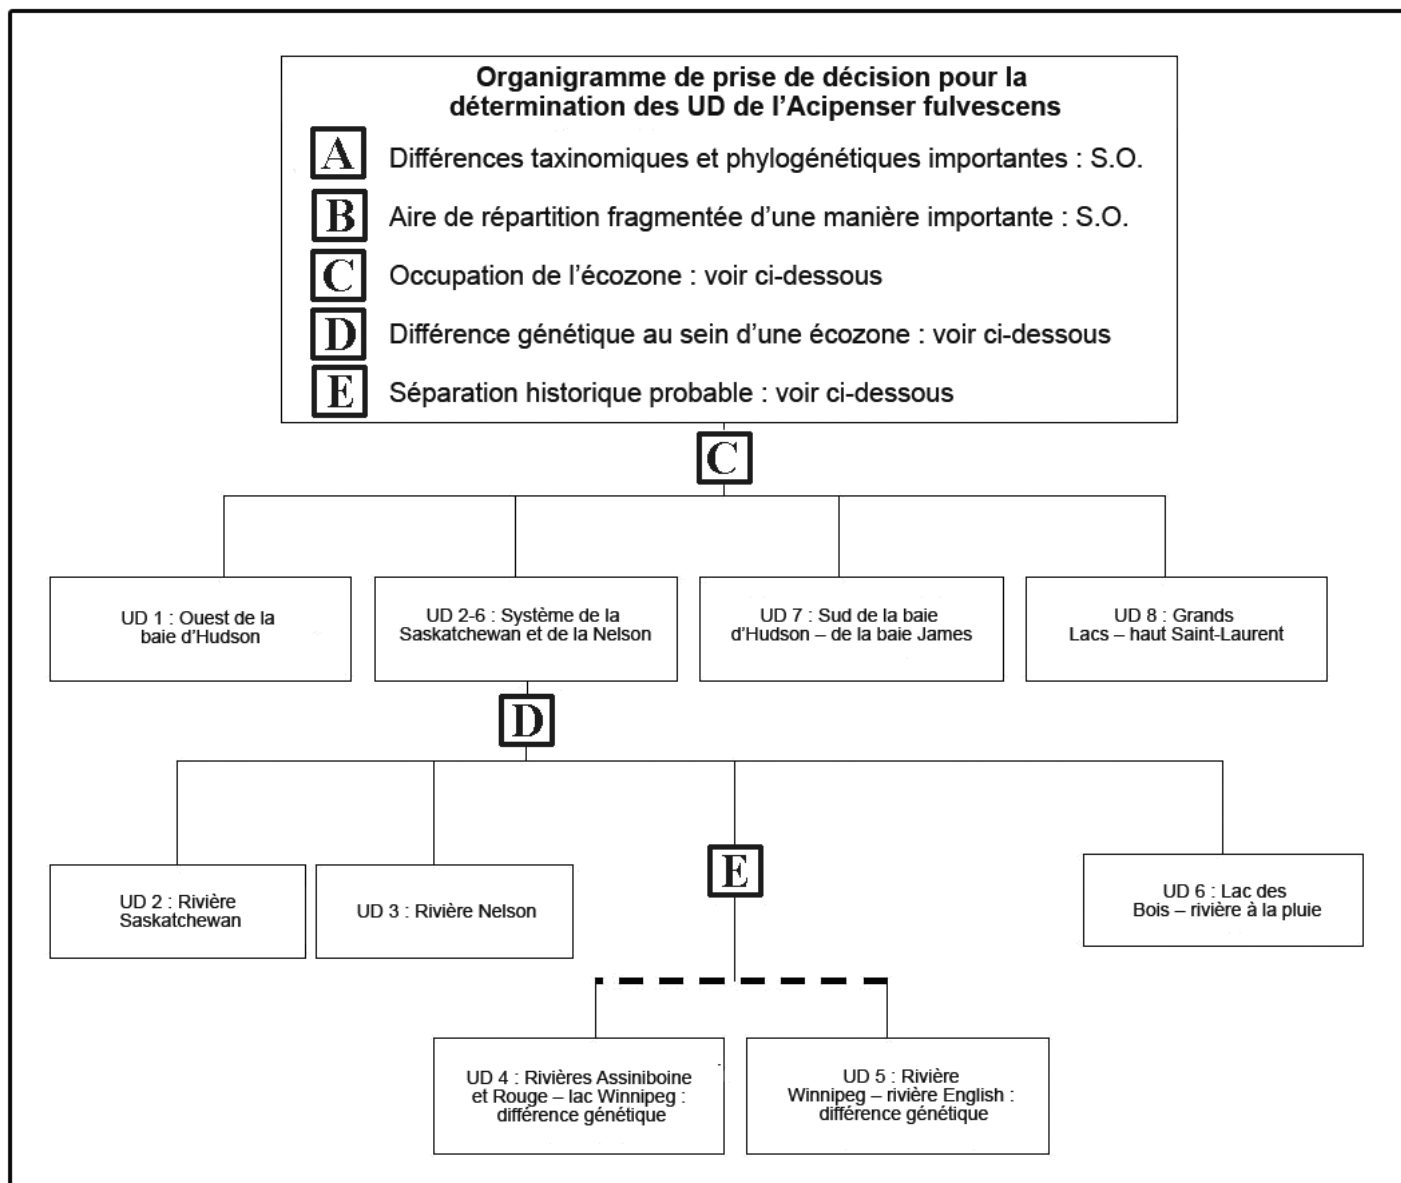 Organigramme de prise de décision pour la
détermination des UD de l'Acipenser fulvescens
A Différences taxinomiques et phylogénétiques importantes : S.O.
B Aire de répartition fragmentée d'une manière importante : S.O.
C Occupation de l'écozone : voir ci-dessous
D Différence génétique au sein d'une écozone : voir ci-dessous
E Séparation historique probable : voir ci-dessous
C
UD 1 : Ouest de la
baie d'Hudson
UD 2-6 : Système de la
Saskatchewan et de la Nelson
UD 7 : Sud de la baie
d'Hudson – de la baie James
UD 8 : Grands
Lacs – haut Saint-Laurent
D
UD 2 : Rivière
Saskatchewan
UD 3 : Rivière Nelson
E
UD 6 : Lac des
Bois – rivière à la pluie
UD 4 : Rivières Assiniboine
et Rouge – lac Winnipeg :
différence génétique
UD 5 : Rivière
Winnipeg – rivière English :
différence génétique